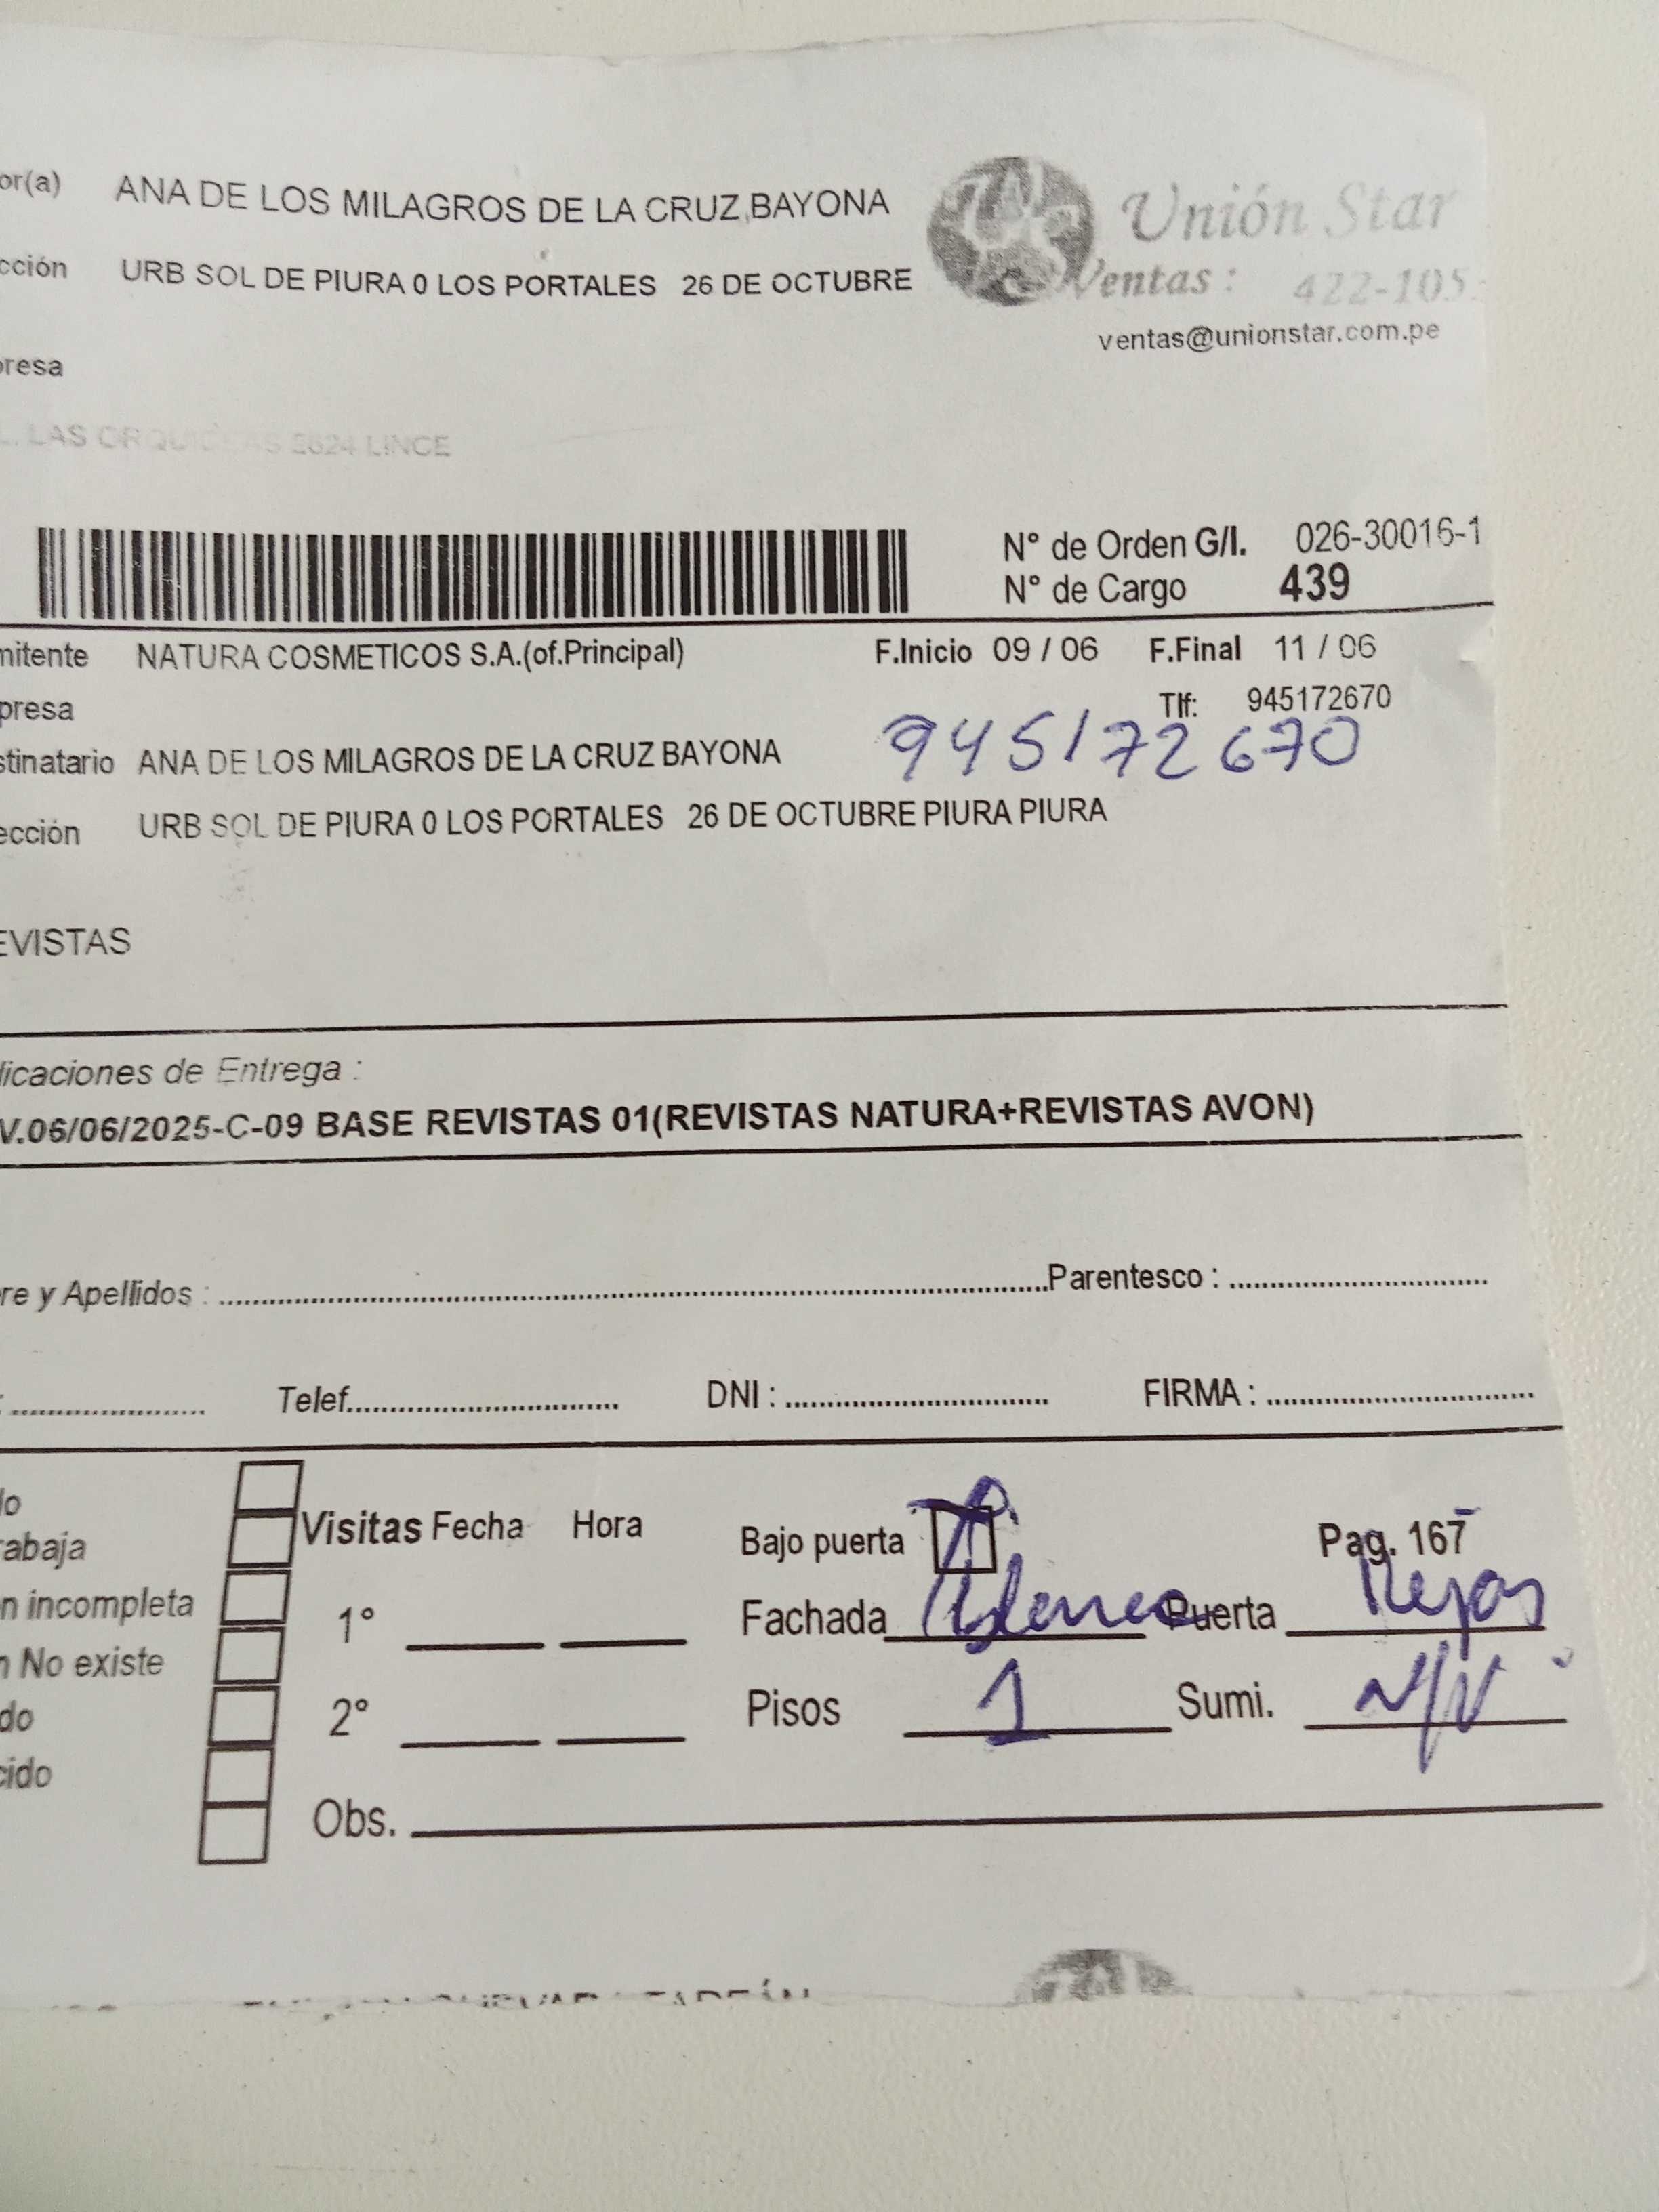 or(a) ANA DE LOS MILAGROS DE LA CRUZ BAYONA
Unión Star
cción URB SOL DE PIURA 0 LOS PORTALES 26 DE OCTUBRE
Ventas : 422-105
ventas@unionstar.com.pe
presa
LAS ORQUIDEAS 2624 LINCE
N° de Orden G/I. 026-30016-1
N° de Cargo 439
mitente NATURA COSMETICOS S.A.(of.Principal) F.Inicio 09 / 06 F.Final 11 / 06
presa Tlf: 945172670
945172670
stinatario ANA DE LOS MILAGROS DE LA CRUZ BAYONA
ección URB SOL DE PIURA 0 LOS PORTALES 26 DE OCTUBRE PIURA PIURA
EVISTAS
dicaciones de Entrega :
V.06/06/2025-C-09 BASE REVISTAS 01(REVISTAS NATURA+REVISTAS AVON)
re y Apellidos : Parentesco :
: Telef. DNI : FIRMA :
do
rabaja
n incompleta
n No existe
do
cido
Visitas Fecha Hora
1°
2°
Obs.
Bajo puerta Pag. 167
Fachada Blanco Puerta Rejas
Pisos 1 Sumi. N/V